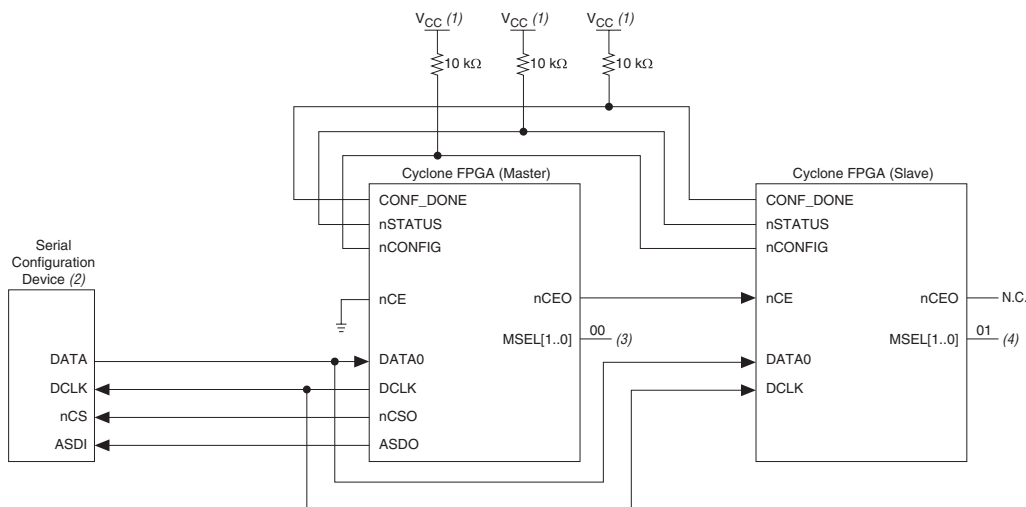 VCC (1) VCC (1) VCC (1)
10 kΩ 10 kΩ 10 kΩ
Cyclone FPGA (Master)
CONF_DONE
nSTATUS
nCONFIG
nCE
nCEO
MSEL[1..0]
00
(3)
DATA0
DCLK
nCSO
ASDO
Cyclone FPGA (Slave)
CONF_DONE
nSTATUS
nCONFIG
nCE
nCEO
N.C.
MSEL[1..0]
01
(4)
DATA0
DCLK
Serial
Configuration
Device (2)
DATA
DCLK
nCS
ASDI